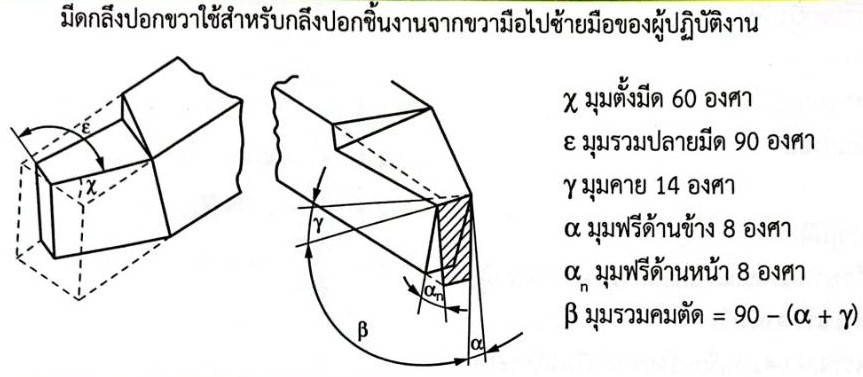 มีดกลึงปอกขวาใช้สำหรับกลึงปอกชิ้นงานจากขวามือไปซ้ายมือของผู้ปฏิบัติงาน
ε
χ
γ
αn
β
α
χ มุมตั้งมีด 60 องศา
ε มุมรวมปลายมีด 90 องศา
γ มุมคาย 14 องศา
α มุมฟรีด้านข้าง 8 องศา
αn มุมฟรีด้านหน้า 8 องศา
β มุมรวมคมตัด = 90 – (α + γ)